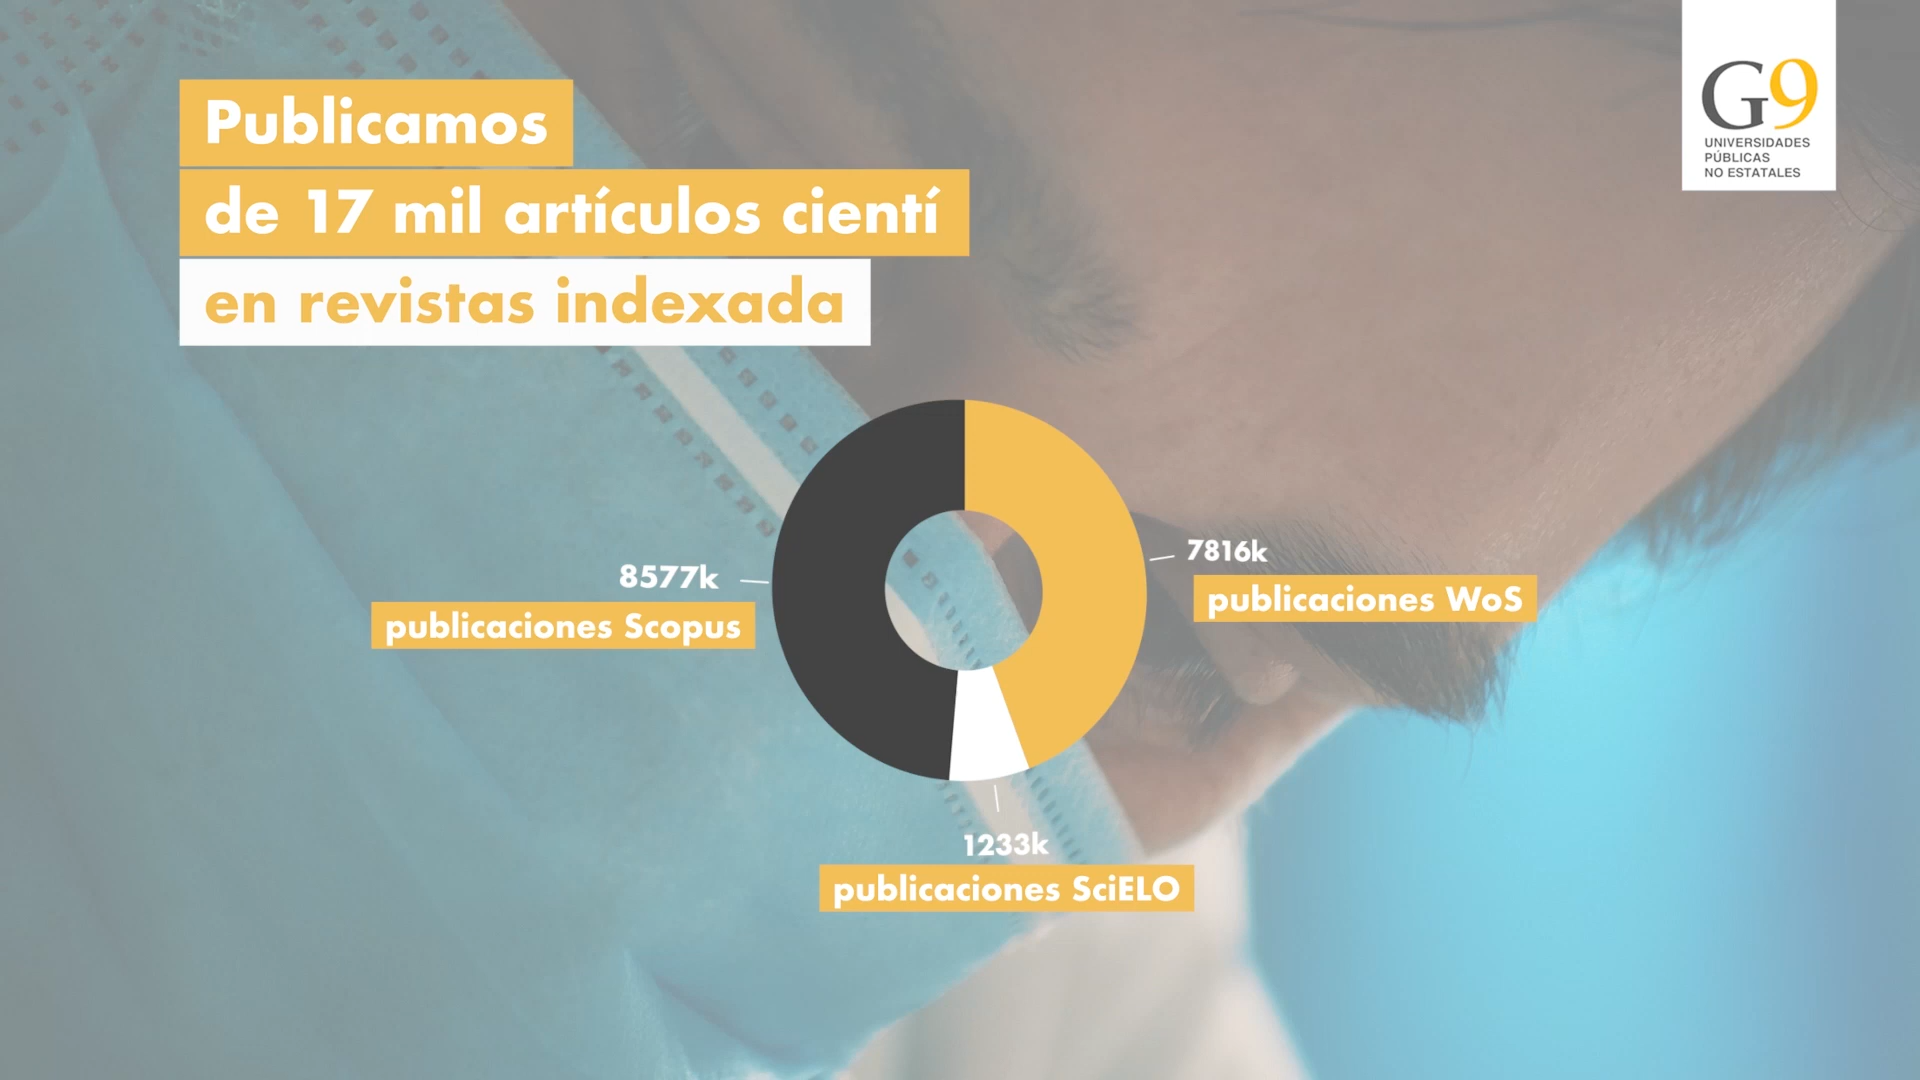 Publicamos
de 17 mil artículos cientí
en revistas indexada
G9
UNIVERSIDADES
PÚBLICAS
NO ESTATALES
7816k
publicaciones WoS
8577k
publicaciones Scopus
1233k
publicaciones SciELO